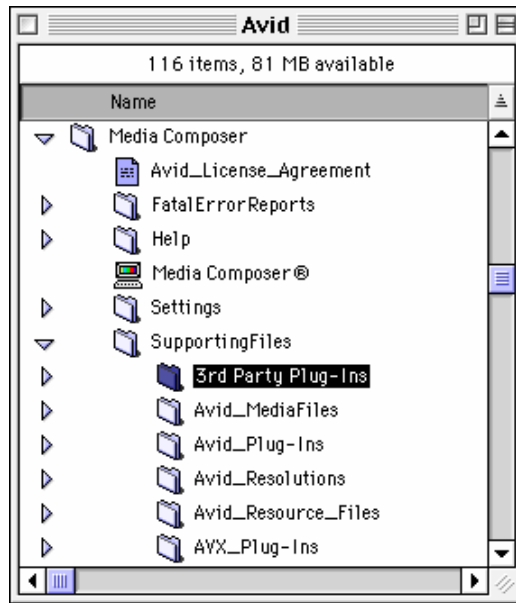 Avid
116 items, 81 MB available
Name
Media Composer
Avid_License_Agreement
FatalErrorReports
Help
Media Composer®
Settings
SupportingFiles
3rd Party Plug-Ins
Avid_MediaFiles
Avid_Plug-Ins
Avid_Resolutions
Avid_Resource_Files
AVX_Plug-Ins